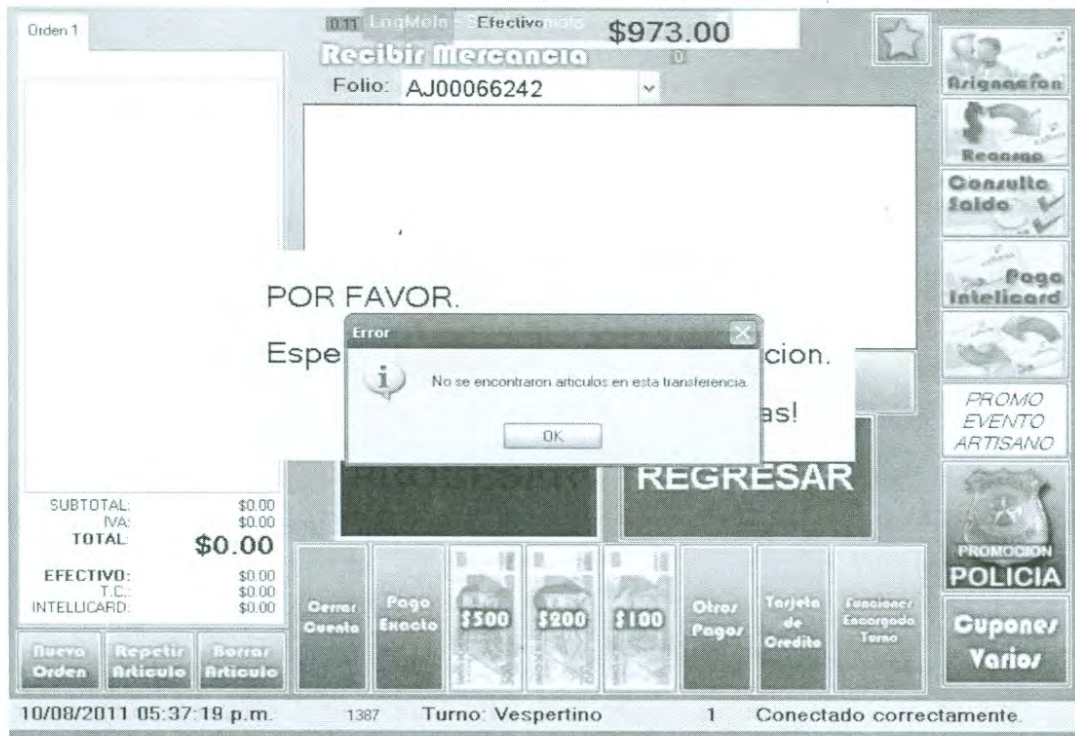 Orden 1
0:11
Efectivo
$973.00
Recibir Mercancia
0
Folio: AJ00066242
POR FAVOR.
Espe
cion.
as!
Error
No se encontraron articulos en esta transferencia.
OK
REGRESAR
SUBTOTAL: $0.00
IVA: $0.00
TOTAL: $0.00
EFECTIVO: $0.00
T.C.: $0.00
INTELLICARD: $0.00
Nueva Orden
Repetir Articulo
Borrar Articulo
Cerrar Cuenta
Pago Exacto
$500
$200
$100
Otros Pagos
Tarjeta de Credito
Funciones Encargado Turno
Asignacion
Consulta
Saldo
Pago
Intelicard
PROMO
EVENTO
ARTISANO
PROMOCION
POLICIA
Cupones
Varios
10/08/2011 05:37:19 p.m. 1387 Turno: Vespertino 1 Conectado correctamente.